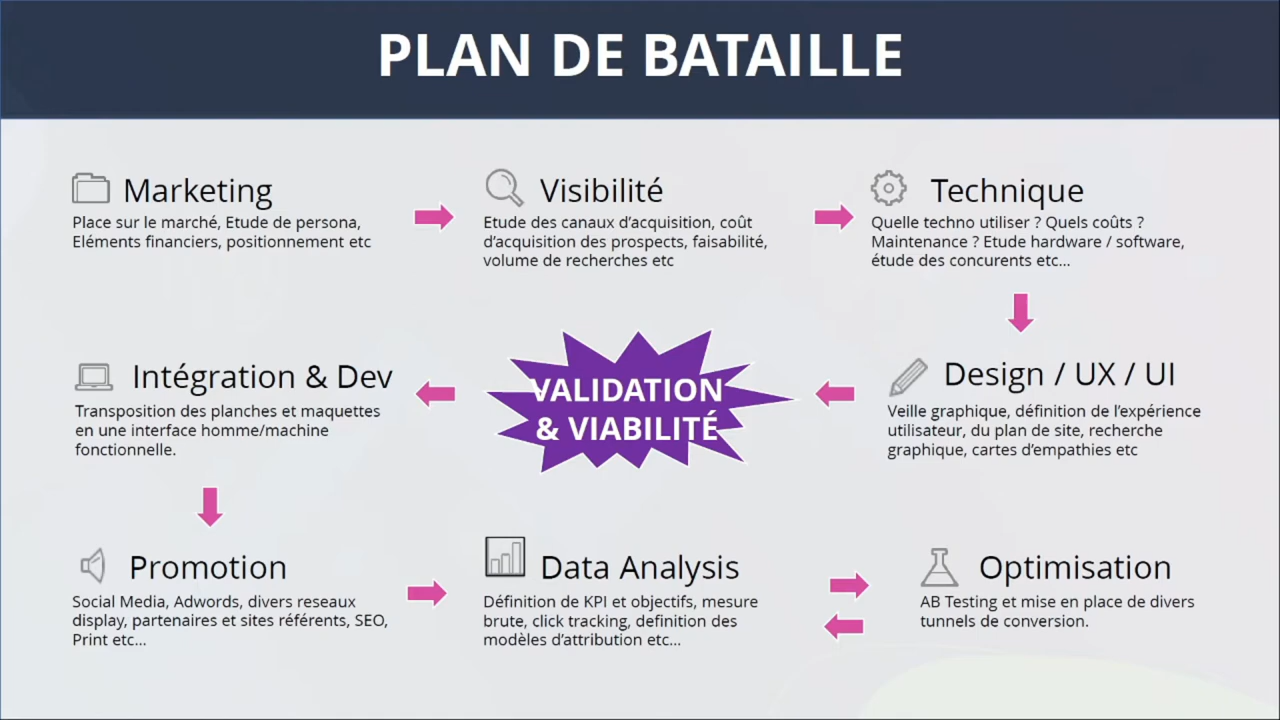 PLAN DE BATAILLE
Marketing
Place sur le marché, Etude de persona,
Eléments financiers, positionnement etc
Visibilité
Etude des canaux d’acquisition, coût
d’acquisition des prospects, faisabilité,
volume de recherches etc
Technique
Quelle techno utiliser ? Quels coûts ?
Maintenance ? Etude hardware / software,
étude des concurents etc...
Intégration & Dev
Transposition des planches et maquettes
en une interface homme/machine
fonctionnelle.
VALIDATION
& VIABILITÉ
Design / UX / UI
Veille graphique, définition de l’expérience
utilisateur, du plan de site, recherche
graphique, cartes d’empathies etc
Promotion
Social Media, Adwords, divers reseaux
display, partenaires et sites référents, SEO,
Print etc...
Data Analysis
Définition de KPI et objectifs, mesure
brute, click tracking, definition des
modèles d’attribution etc...
Optimisation
AB Testing et mise en place de divers
tunnels de conversion.